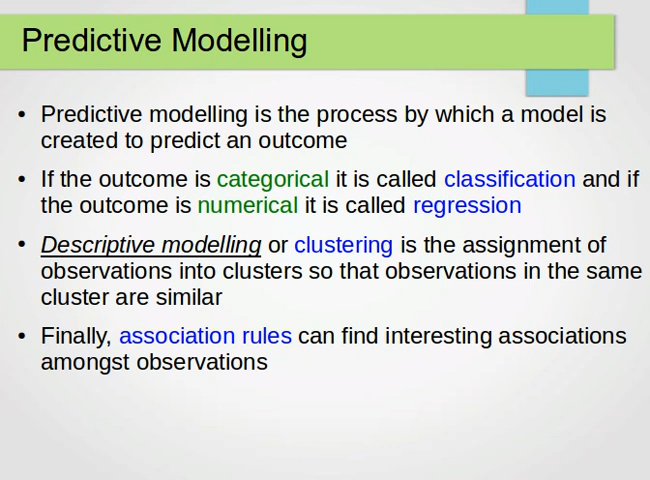 Predictive Modelling
• Predictive modelling is the process by which a model is
created to predict an outcome
• If the outcome is categorical it is called classification and if
the outcome is numerical it is called regression
• Descriptive modelling or clustering is the assignment of
observations into clusters so that observations in the same
cluster are similar
• Finally, association rules can find interesting associations
amongst observations